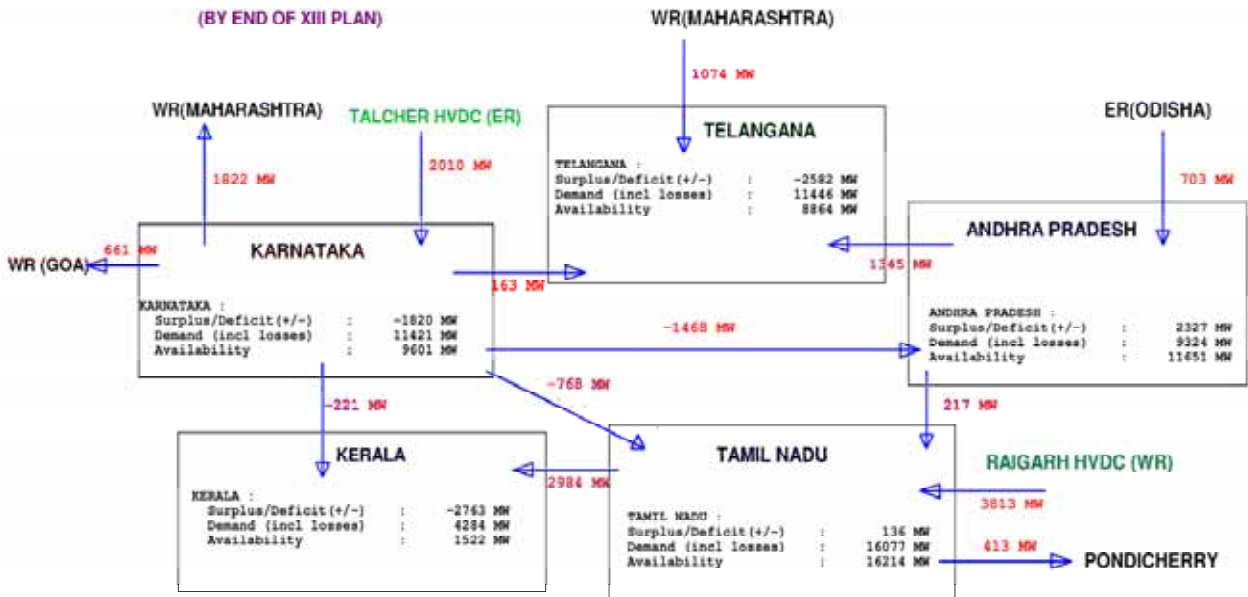 (BY END OF XIII PLAN)
WR(MAHARASHTRA)
1074 MW
WR(MAHARASHTRA)
TALCHER HVDC (ER)
ER(ODISHA)
1822 MW
2010 MW
703 MW
TELANGANA
TELANGANA :
Surplus/Deficit(+/-) : -2582 MW
Demand (incl losses) : 11446 MW
Availability : 8864 MW
661 MW
WR (GOA)
KARNATAKA
163 MW
1345 MW
ANDHRA PRADESH
KARNATAKA :
Surplus/Deficit(+/-) : -1820 MW
Demand (incl losses) : 11421 MW
Availability : 9601 MW
-1468 MW
ANDHRA PRADESH :
Surplus/Deficit(+/-) : 2327 MW
Demand (incl losses) : 9324 MW
Availability : 11651 MW
-221 MW
-768 MW
217 MW
KERALA
TAMIL NADU
RAIGARH HVDC (WR)
2984 MW
3813 MW
KERALA :
Surplus/Deficit(+/-) : -2763 MW
Demand (incl losses) : 4284 MW
Availability : 1522 MW
TAMIL NADU :
Surplus/Deficit(+/-) : 136 MW
Demand (incl losses) : 16077 MW
Availability : 16214 MW
413 MW
PONDICHERRY